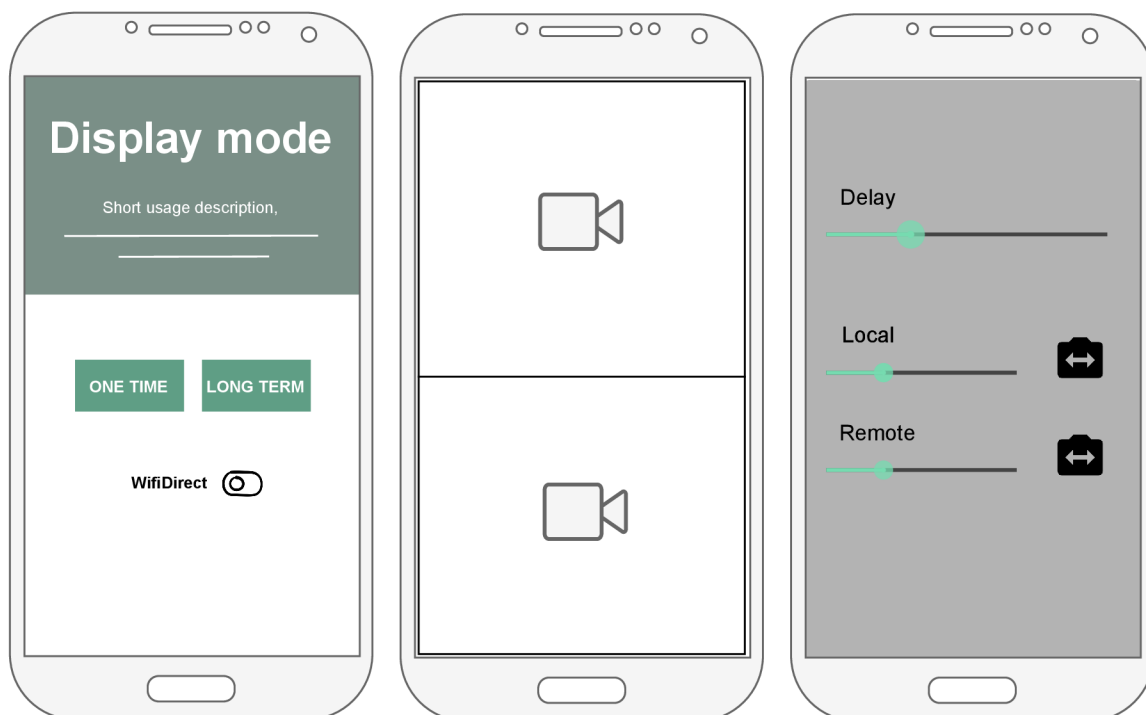 Display mode
Short usage description,
ONE TIME
LONG TERM
WifiDirect
Delay
Local
Remote